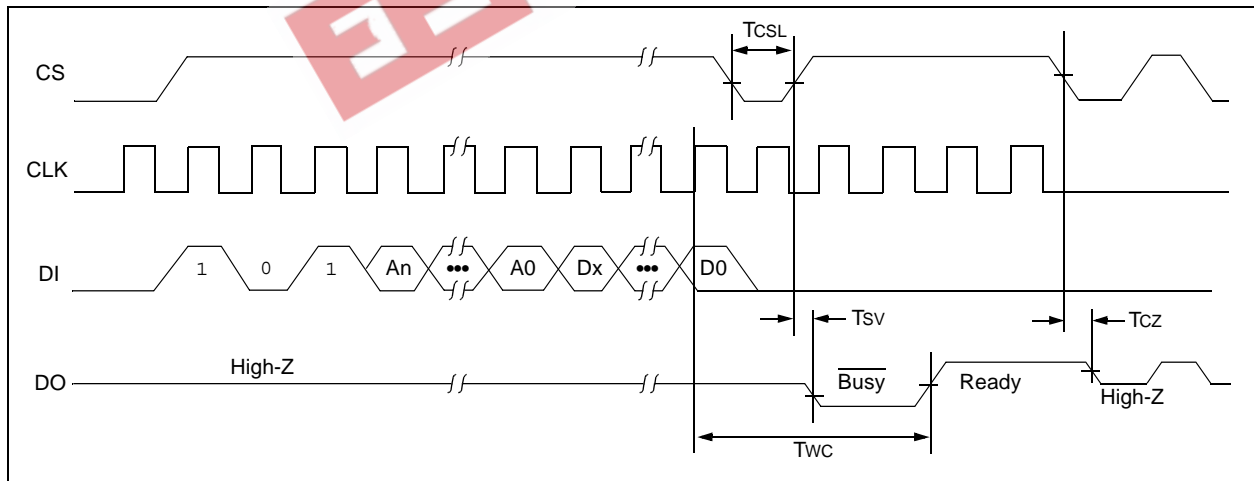 TCSL
CS
CLK
DI
1 0 1 An ••• A0 Dx ••• D0
TSV
TCZ
High-Z
DO
Busy
Ready
High-Z
TWC